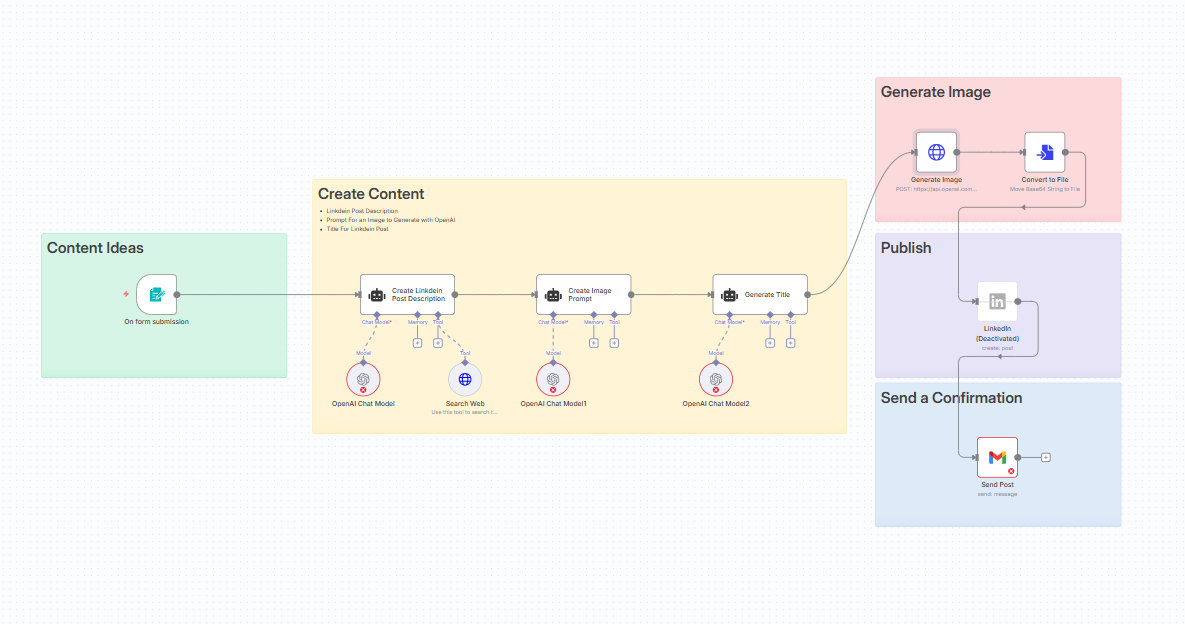 Generate Image
Generate Image
POST: https://api.openai.com...
Convert to File
Move Base64 String to File
Create Content
Linkdein Post Description
Prompt For an Image to Generate with OpenAI
Title For Linkdein Post
Content Ideas
On form submission
Create Linkdein
Post Description
Chat Model*
Memory
Tool
Model
OpenAI Chat Model
Tool
Search Web
Use this tool to search t...
Create Image
Prompt
Chat Model*
Memory
Tool
Model
OpenAI Chat Model1
Generate Title
Chat Model*
Memory
Tool
Model
OpenAI Chat Model2
Publish
in
LinkedIn
(Deactivated)
create: post
Send a Confirmation
Send Post
send: message